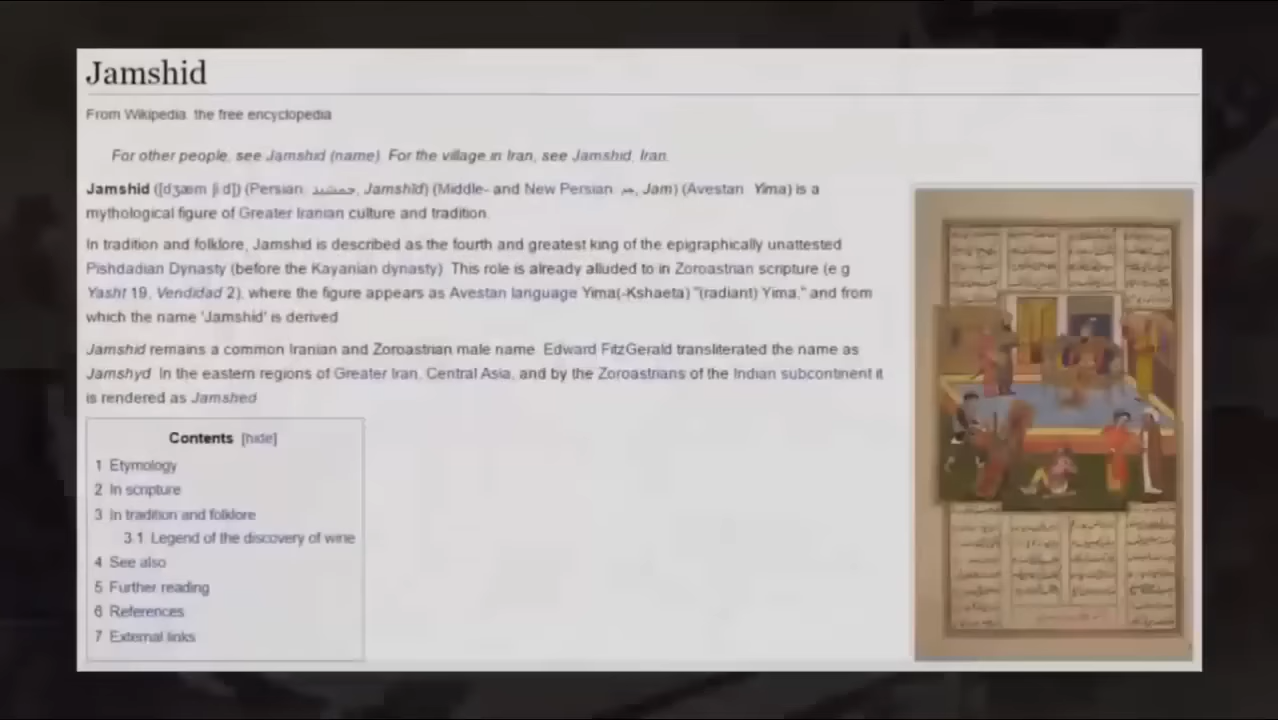 Jamshid
From Wikipedia, the free encyclopedia
For other people, see Jamshid (name). For the village in Iran, see Jamshid, Iran.
Jamshid ([dʒæmˈʃiːd]) (Persian: جمشید, Jamshīd) (Middle- and New Persian: جم, Jam) (Avestan: Yima) is a
mythological figure of Greater Iranian culture and tradition.
In tradition and folklore, Jamshid is described as the fourth and greatest king of the epigraphically unattested
Pishdadian Dynasty (before the Kayanian dynasty). This role is already alluded to in Zoroastrian scripture (e.g.
Yasht 19, Vendidad 2), where the figure appears as Avestan language Yima(-Kshaeta) "(radiant) Yima," and from
which the name 'Jamshid' is derived.
Jamshid remains a common Iranian and Zoroastrian male name. Edward FitzGerald transliterated the name as
Jamshyd. In the eastern regions of Greater Iran, Central Asia, and by the Zoroastrians of the Indian subcontinent it
is rendered as Jamshed.
Contents [hide]
1 Etymology
2 In scripture
3 In tradition and folklore
3.1 Legend of the discovery of wine
4 See also
5 Further reading
6 References
7 External links